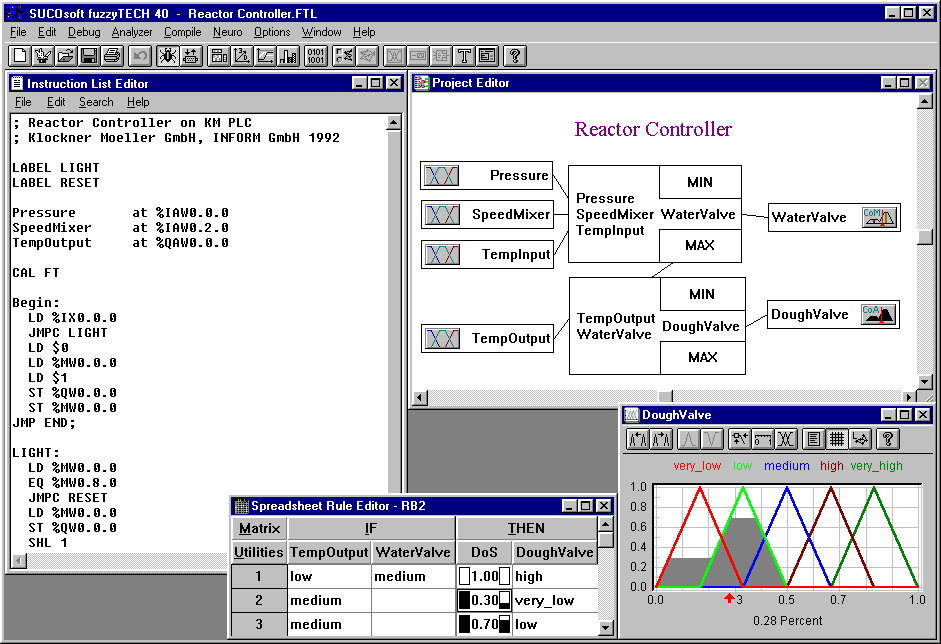 SUCOsoft fuzzyTECH 40 - Reactor Controller.FTL
File Edit Debug Analyzer Compile Neuro Options Window Help
Instruction List Editor
File Edit Search Help
; Reactor Controller on KM PLC
; Klockner Moeller GmbH, INFORM GmbH 1992
LABEL LIGHT
LABEL RESET
Pressure at %IAW0.0.0
SpeedMixer at %IAW0.2.0
TempOutput at %QAW0.0.0
CAL FT
Begin:
LD %IX0.0.0
JMPC LIGHT
LD $0
LD %MW0.0.0
LD $1
ST %QW0.0.0
ST %MW0.0.0
JMP END;
LIGHT:
LD %MW0.0.0
EQ %MW0.8.0
JMPC RESET
LD %MW0.0.0
ST %QW0.0.0
SHL 1
Project Editor
Reactor Controller
Pressure
SpeedMixer
TempInput
TempOutput
Pressure
SpeedMixer
TempInput
MIN
WaterValve
MAX
WaterValve
CoM
TempOutput
WaterValve
MIN
DoughValve
MAX
DoughValve
CoA
Spreadsheet Rule Editor - RB2
Matrix IF THEN
Utilities TempOutput WaterValve DoS DoughValve
1 low medium 1.00 high
2 medium 0.30 very_low
3 medium 0.70 low
DoughValve
very_low low medium high very_high
1.0
0.8
0.6
0.4
0.2
0.0
0.0 3 0.5 0.7 1.0
0.28 Percent